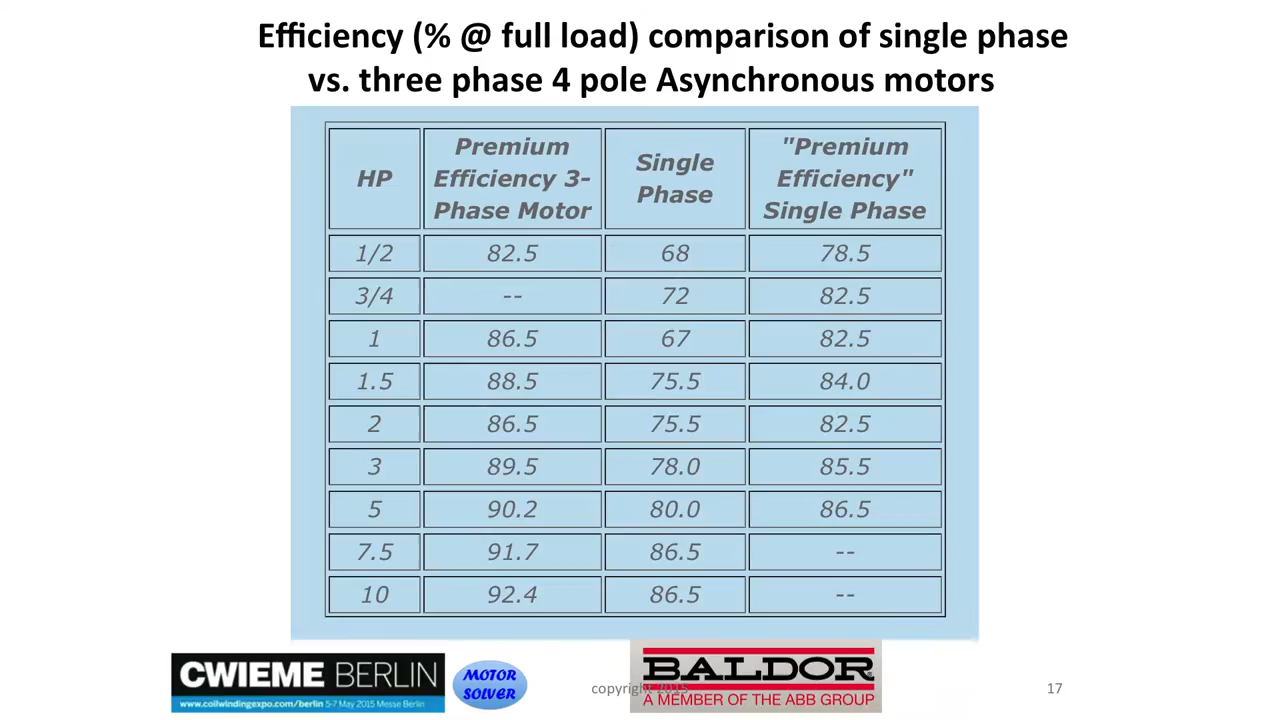 Efficiency (% @ full load) comparison of single phase
vs. three phase 4 pole Asynchronous motors
HP Premium Efficiency 3-Phase Motor Single Phase "Premium Efficiency" Single Phase
1/2 82.5 68 78.5
3/4 -- 72 82.5
1 86.5 67 82.5
1.5 88.5 75.5 84.0
2 86.5 75.5 82.5
3 89.5 78.0 85.5
5 90.2 80.0 86.5
7.5 91.7 86.5 --
10 92.4 86.5 --
CWIEME BERLIN
www.coilwindingexpo.com/berlin 5-7 May 2015 Messe Berlin
MOTOR
SOLVER
copyright 2015
BALDOR
A MEMBER OF THE ABB GROUP
17